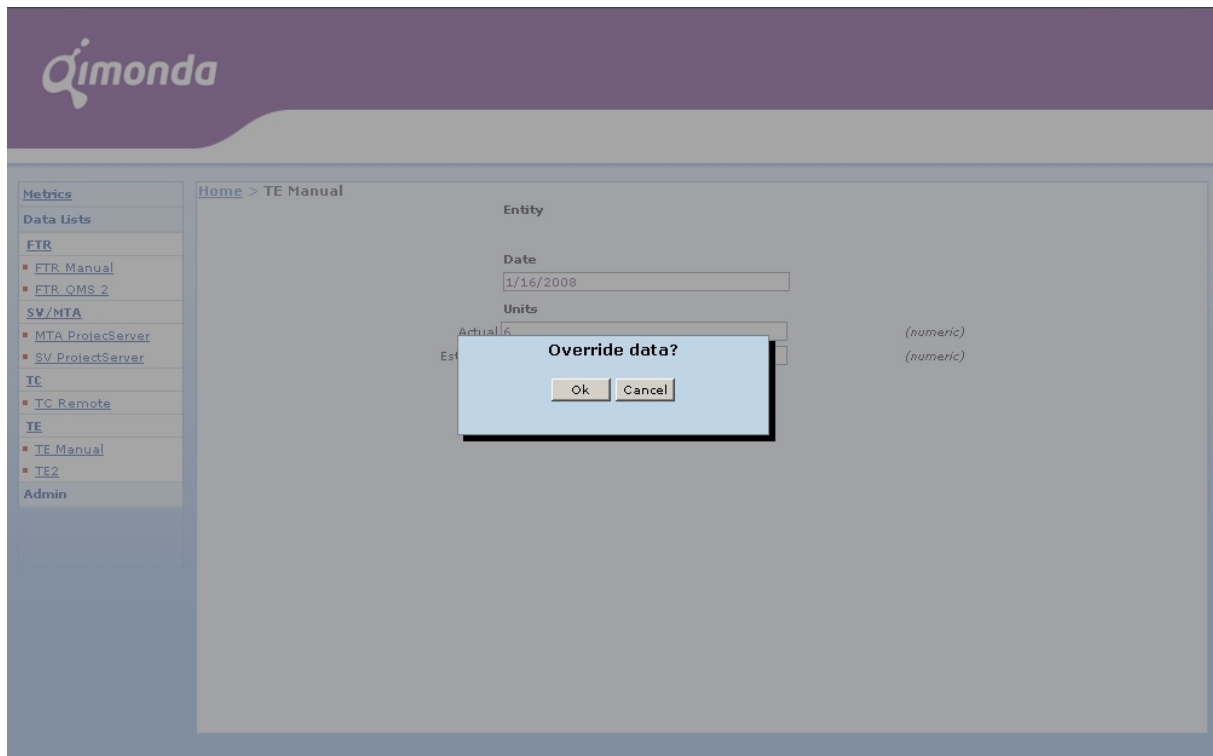 Qimonda
Metrics
Data Lists
FTR
FTR Manual
FTR QMS 2
SV/MTA
MTA ProjecServer
SV ProjectServer
TC
TC Remote
TE
TE Manual
TE2
Admin
Home > TE Manual
Entity
Date
1/16/2008
Units
Actual 6 (numeric)
Est (numeric)
Override data?
Ok Cancel